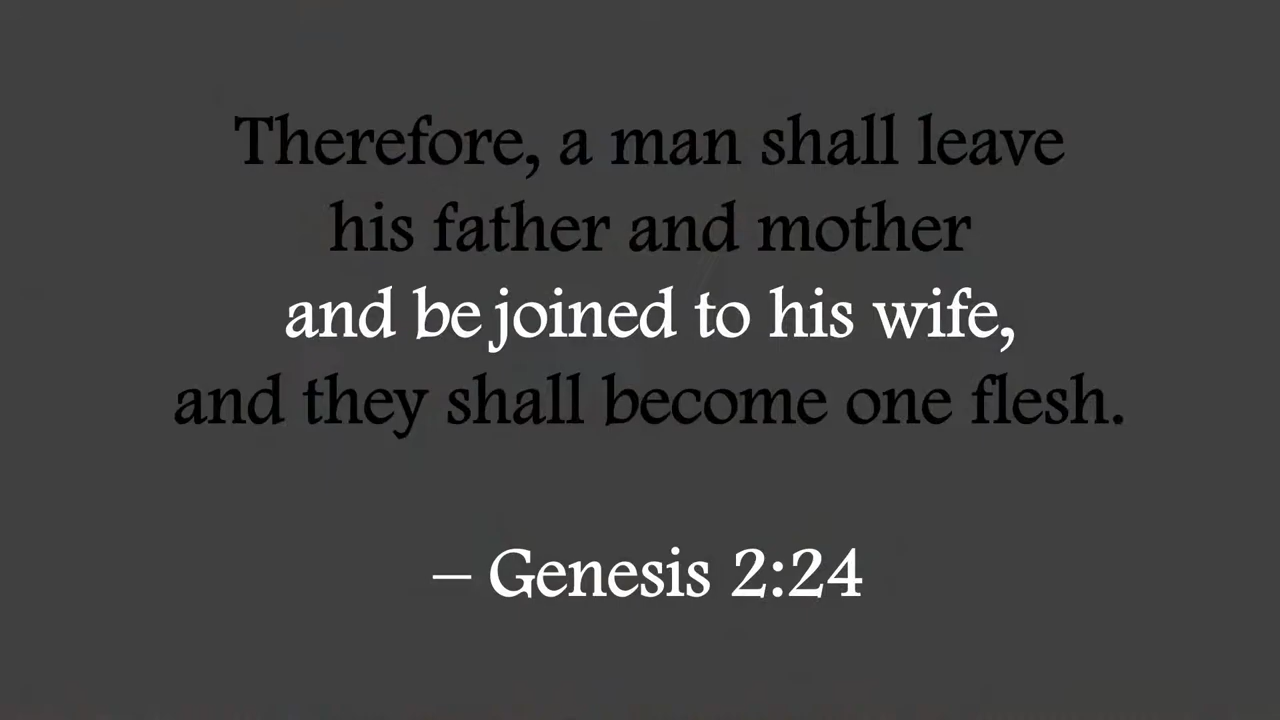 Therefore, a man shall leave
his father and mother
and be joined to his wife,
and they shall become one flesh.
– Genesis 2:24